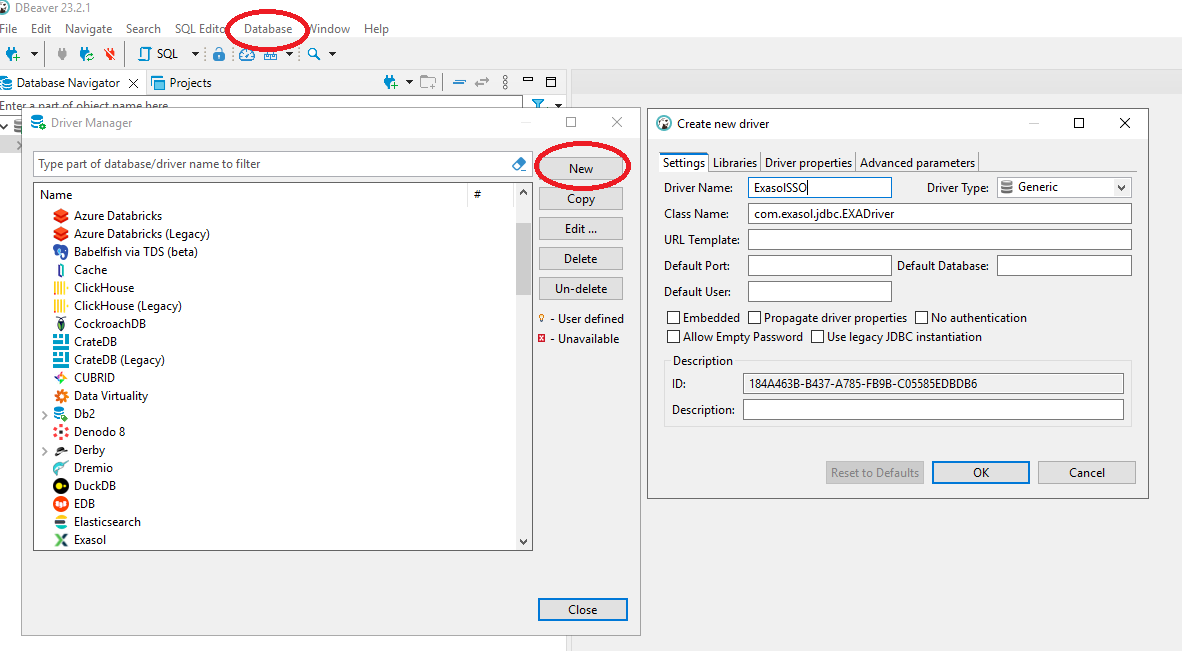 DBeaver 23.2.1
File Edit Navigate Search SQL Edito Database Window Help
SQL
Database Navigator Projects
Enter a part of object name here
Driver Manager
Type part of database/driver name to filter
Name #
Azure Databricks
Azure Databricks (Legacy)
Babelfish via TDS (beta)
Cache
ClickHouse
ClickHouse (Legacy)
CockroachDB
CrateDB
CrateDB (Legacy)
CUBRID
Data Virtuality
Db2
Denodo 8
Derby
Dremio
DuckDB
EDB
Elasticsearch
Exasol
New
Copy
Edit ...
Delete
Un-delete
- User defined
- Unavailable
Close
Create new driver
Settings Libraries Driver properties Advanced parameters
Driver Name: ExasolSSO Driver Type: Generic
Class Name: com.exasol.jdbc.EXADriver
URL Template:
Default Port: Default Database:
Default User:
Embedded Propagate driver properties No authentication
Allow Empty Password Use legacy JDBC instantiation
Description
ID: 184A463B-B437-A785-FB9B-C05585EDBDB6
Description:
Reset to Defaults OK Cancel